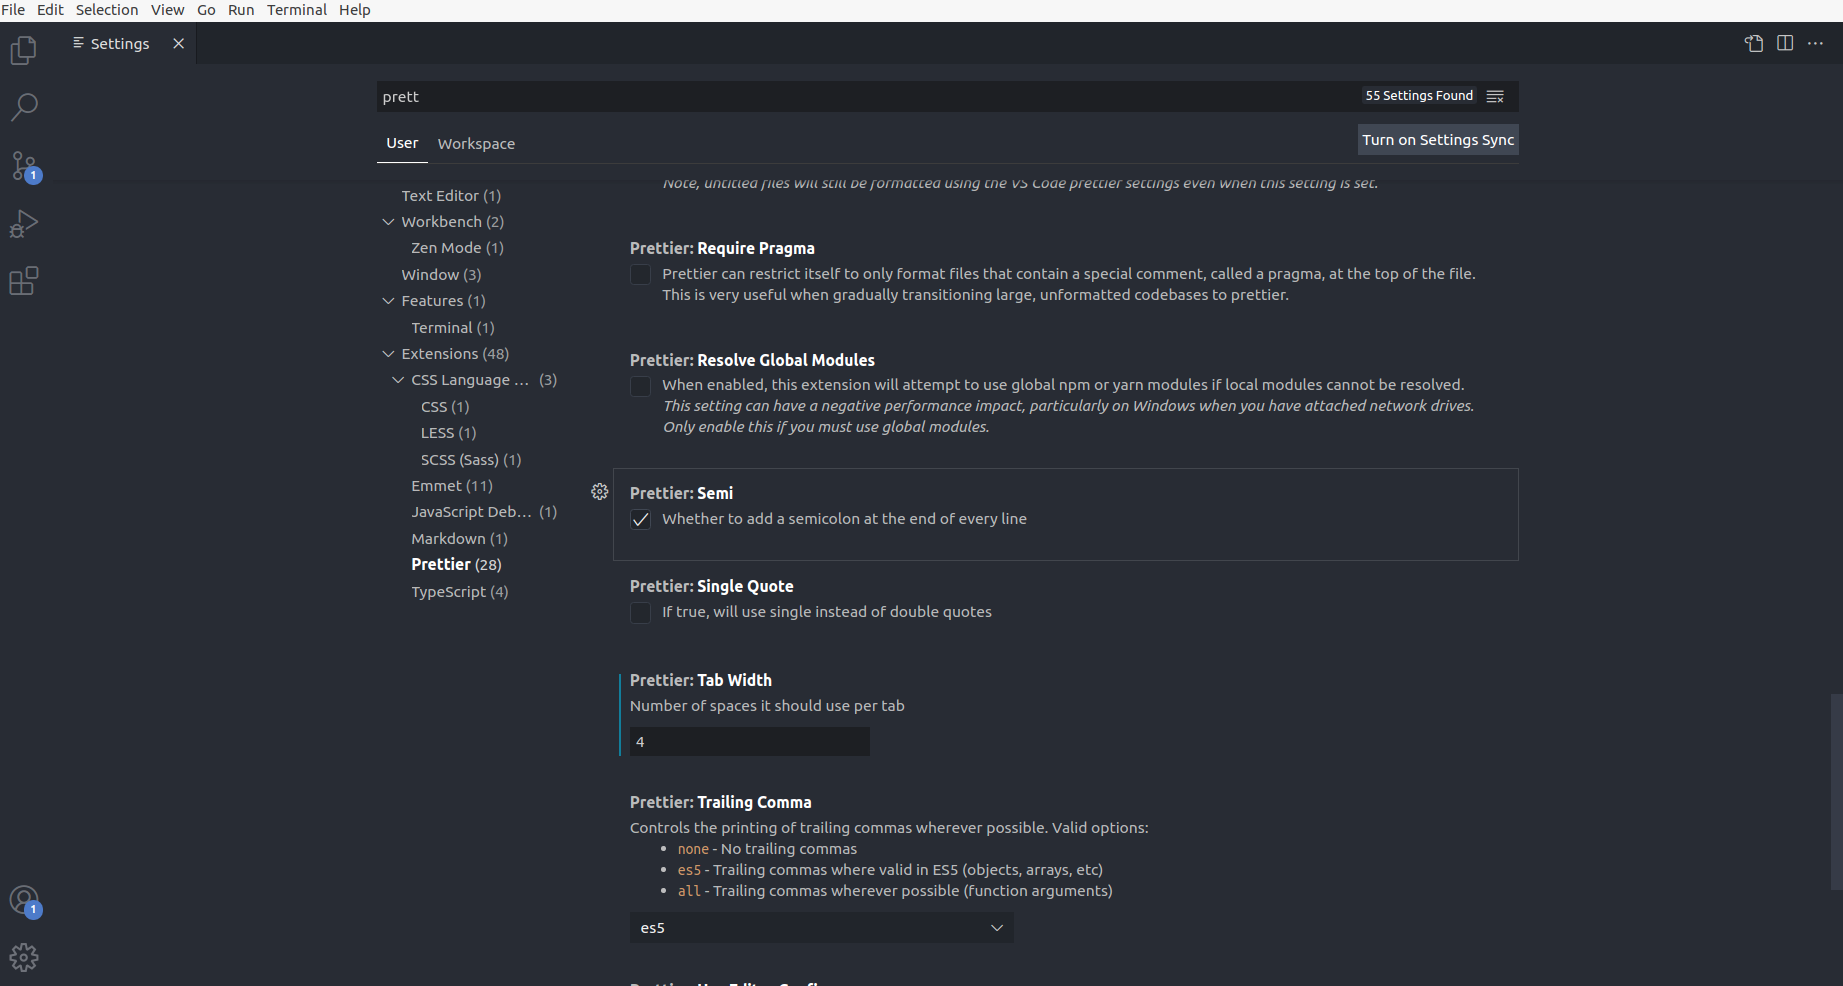 File Edit Selection View Go Run Terminal Help
Settings
prett
55 Settings Found
User Workspace
Turn on Settings Sync
Text Editor (1)
Workbench (2)
Zen Mode (1)
Window (3)
Features (1)
Terminal (1)
Extensions (48)
CSS Language ... (3)
CSS (1)
LESS (1)
SCSS (Sass) (1)
Emmet (11)
JavaScript Deb... (1)
Markdown (1)
Prettier (28)
TypeScript (4)
Note, untitled files will still be formatted using the VS Code prettier settings even when this setting is set.
Prettier: Require Pragma
Prettier can restrict itself to only format files that contain a special comment, called a pragma, at the top of the file.
This is very useful when gradually transitioning large, unformatted codebases to prettier.
Prettier: Resolve Global Modules
When enabled, this extension will attempt to use global npm or yarn modules if local modules cannot be resolved.
This setting can have a negative performance impact, particularly on Windows when you have attached network drives.
Only enable this if you must use global modules.
Prettier: Semi
Whether to add a semicolon at the end of every line
Prettier: Single Quote
If true, will use single instead of double quotes
Prettier: Tab Width
Number of spaces it should use per tab
4
Prettier: Trailing Comma
Controls the printing of trailing commas wherever possible. Valid options:
• none - No trailing commas
• es5 - Trailing commas where valid in ES5 (objects, arrays, etc)
• all - Trailing commas wherever possible (function arguments)
es5
1
1